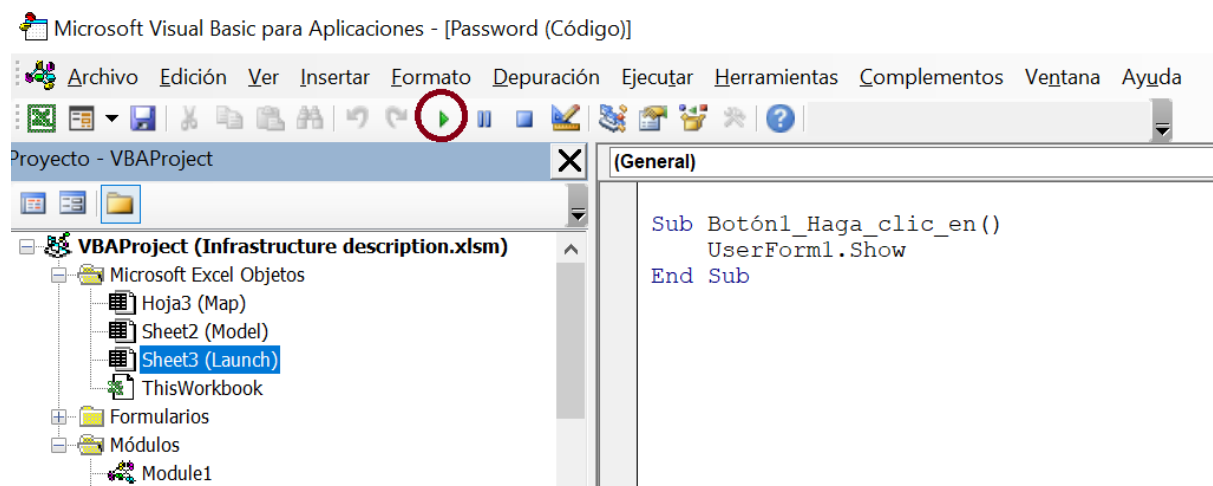 Microsoft Visual Basic para Aplicaciones - [Password (Código)]
Archivo Edición Ver Insertar Formato Depuración Ejecutar Herramientas Complementos Ventana Ayuda
Proyecto - VBAProject
(General)
VBAProject (Infrastructure description.xlsm)
Microsoft Excel Objetos
Hoja3 (Map)
Sheet2 (Model)
Sheet3 (Launch)
ThisWorkbook
Formularios
Módulos
Module1
Sub Botón1_Haga_clic_en()
UserForm1.Show
End Sub